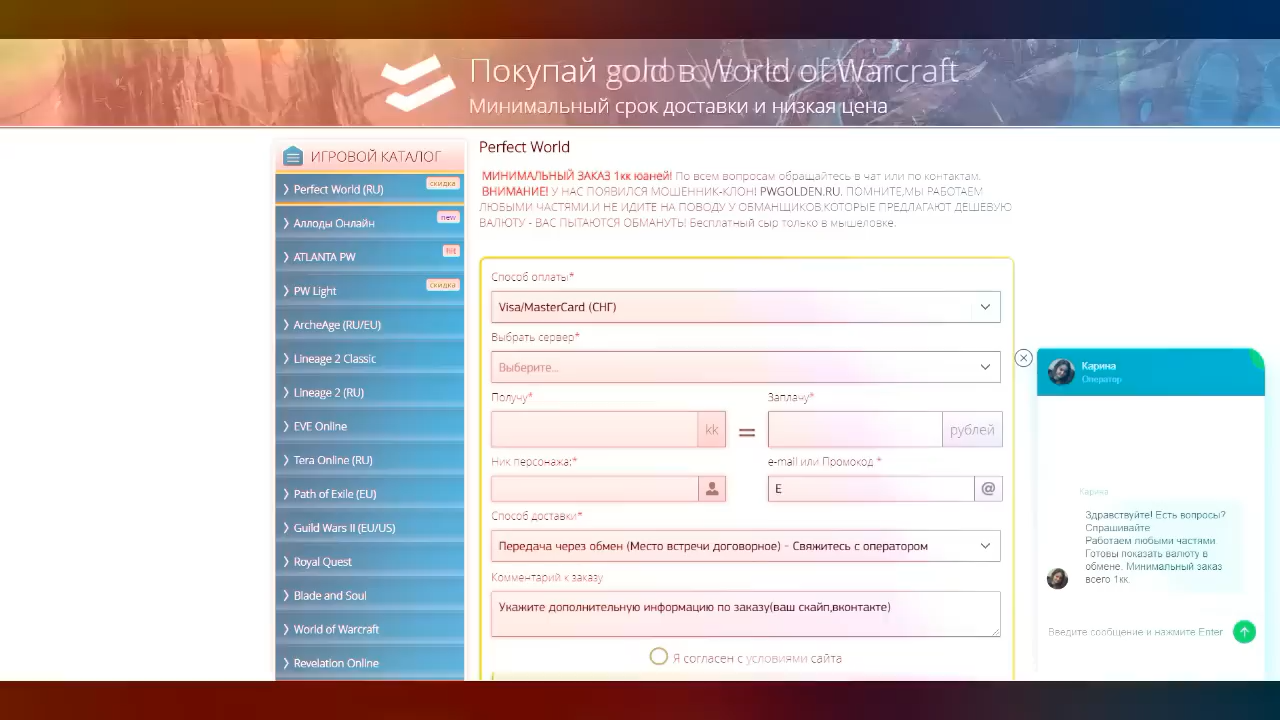 Покупай gold в World of Warcraft
Минимальный срок доставки и низкая цена
ИГРОВОЙ КАТАЛОГ
Perfect World (RU)
скидка
Аллоды Онлайн
new
ATLANTA PW
hit
PW Light
скидка
ArcheAge (RU/EU)
Lineage 2 Classic
Lineage 2 (RU)
EVE Online
Tera Online (RU)
Path of Exile (EU)
Guild Wars II (EU/US)
Royal Quest
Blade and Soul
World of Warcraft
Revelation Online
Perfect World
МИНИМАЛЬНЫЙ ЗАКАЗ 1кк юаней! По всем вопросам обращайтесь в чат или по контактам.
ВНИМАНИЕ! У НАС ПОЯВИЛСЯ МОШЕННИК-КЛОН! PWGOLDEN.RU. ПОМНИТЕ,МЫ РАБОТАЕМ
ЛЮБЫМИ ЧАСТЯМИ.И НЕ ИДИТЕ НА ПОВОДУ У ОБМАНЩИКОВ,КОТОРЫЕ ПРЕДЛАГАЮТ ДЕШЕВУЮ
ВАЛЮТУ - ВАС ПЫТАЮТСЯ ОБМАНУТЬ! Бесплатный сыр только в мышеловке.
Способ оплаты*
Visa/MasterCard (СНГ)
Выбрать сервер*
Выберите...
Получу* Заплачу*
kk = рублей
Ник персонажа:* e-mail или Промокод *
E @
Способ доставки*
Передача через обмен (Место встречи договорное) - Свяжитесь с оператором
Комментарий к заказу
Укажите дополнительную информацию по заказу(ваш скайп,вконтакте)
Я согласен с условиями сайта
Карина
Оператор
Карина
Здравствуйте! Есть вопросы?
Спрашивайте
Работаем любыми частями.
Готовы показать валюту в
обмене. Минимальный заказ
всего 1кк.
Введите сообщение и нажмите Enter